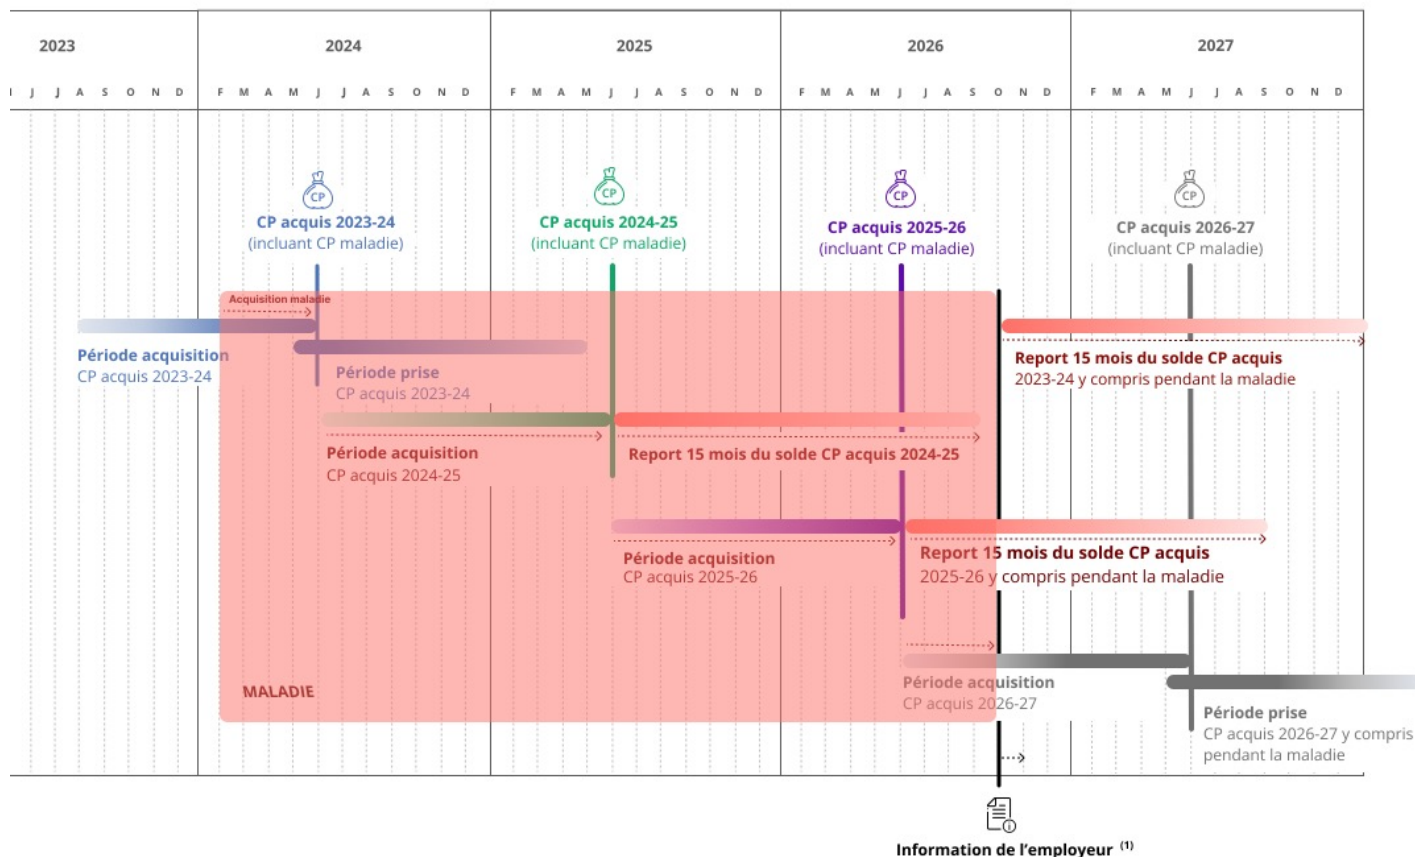 2023
2024
2025
2026
2027
J J A S O N D
F M A M J J A S O N D
F M A M J J A S O N D
F M A M J J A S O N D
F M A M J J A S O N D
CP
CP acquis 2023-24
(incluant CP maladie)
CP
CP acquis 2024-25
(incluant CP maladie)
CP
CP acquis 2025-26
(incluant CP maladie)
CP
CP acquis 2026-27
(incluant CP maladie)
Acquisition maladie
Période acquisition
CP acquis 2023-24
Période prise
CP acquis 2023-24
Report 15 mois du solde CP acquis
2023-24 y compris pendant la maladie
Période acquisition
CP acquis 2024-25
Report 15 mois du solde CP acquis 2024-25
Période acquisition
CP acquis 2025-26
Report 15 mois du solde CP acquis
2025-26 y compris pendant la maladie
MALADIE
Période acquisition
CP acquis 2026-27
Période prise
CP acquis 2026-27 y compris
pendant la maladie
Information de l'employeur (1)